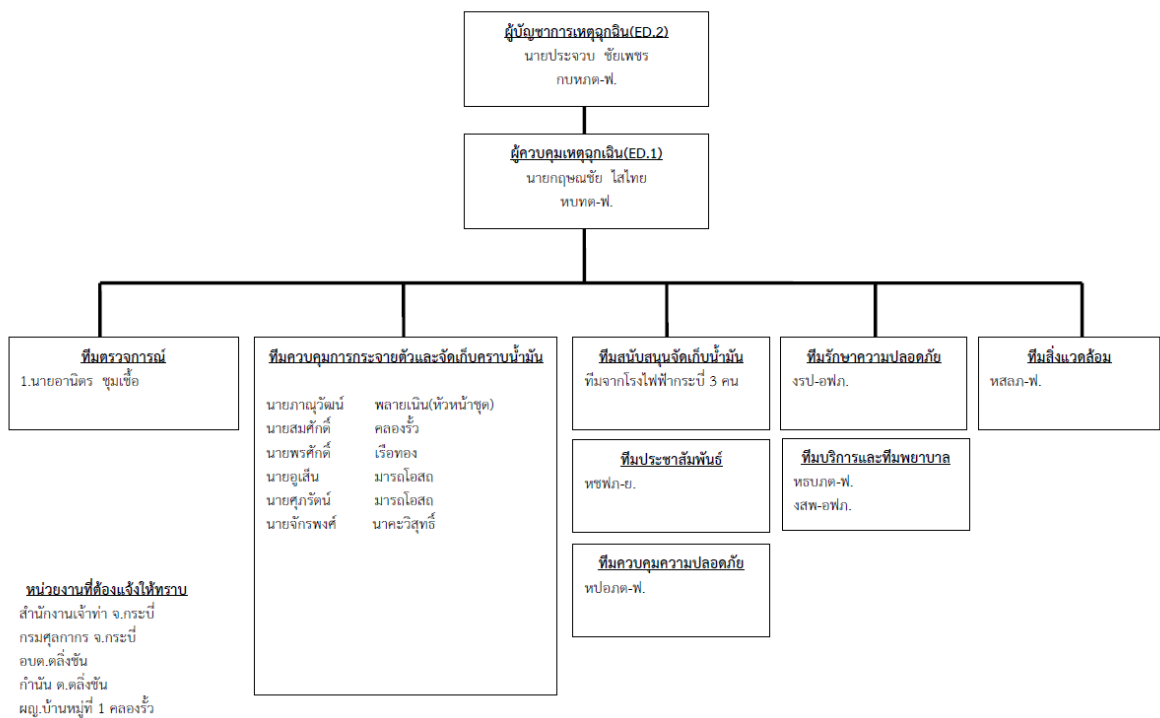 ผู้บัญชาการเหตุฉุกฉิน(ED.2)
นายประจวบ ชัยเพชร
กบหภต-ฟ.
ผู้ควบคุมเหตุฉุกเฉิน(ED.1)
นายกฤษณชัย ไสไทย
หบทต-ฟ.
ทีมตรวจการณ์
1.นายอานิตร ชุมเชื้อ
ทีมควบคุมการกระจายตัวและจัดเก็บคราบน้ำมัน
นายภาณุวัฒน์ พลายเนิน(หัวหน้าชุด)
นายสมศักดิ์ คลองรั้ว
นายพรศักดิ์ เรือทอง
นายอูเส็น มารถโอสถ
นายศุภรัตน์ มารถโอสถ
นายจักรพงศ์ นาคะวิสุทธิ์
ทีมสนับสนุนจัดเก็บน้ำมัน
ทีมจากโรงไฟฟ้ากระบี่ 3 คน
ทีมประชาสัมพันธ์
หชฟภ-ย.
ทีมควบคุมความปลอดภัย
หปอภต-ฟ.
ทีมรักษาความปลอดภัย
งรป-อฟภ.
ทีมบริการและทีมพยาบาล
หธบภต-ฟ.
งสพ-อฟภ.
ทีมสิ่งแวดล้อม
หสลภ-ฟ.
หน่วยงานที่ต้องแจ้งให้ทราบ
สำนักงานเจ้าท่า จ.กระบี่
กรมศุลกากร จ.กระบี่
อบต.ตลิ่งชัน
กำนัน ต.ตลิ่งชัน
ผญ.บ้านหมู่ที่ 1 คลองรั้ว